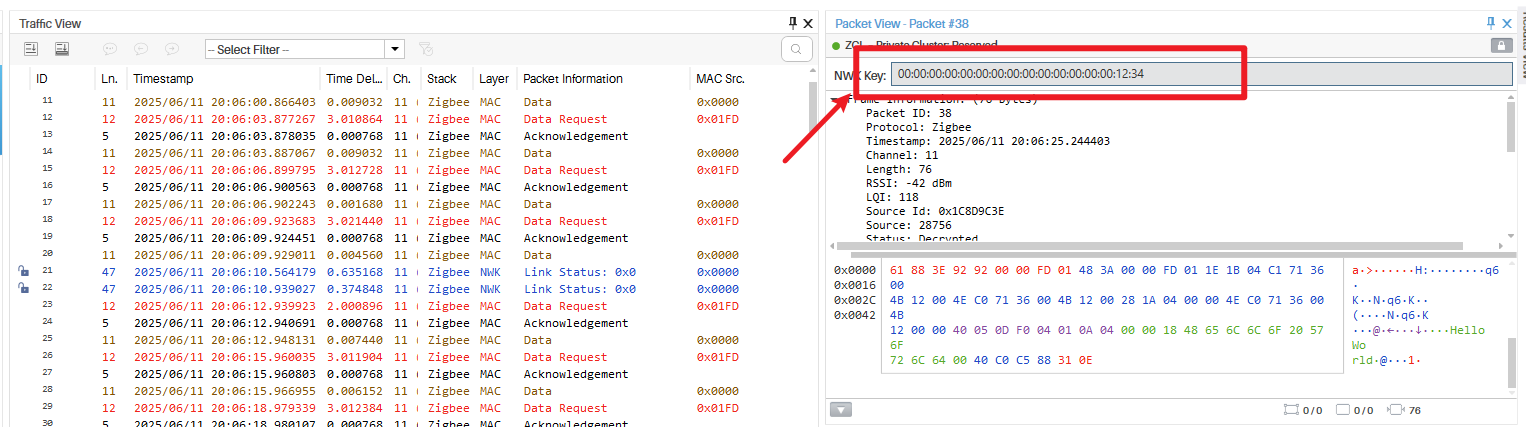 Traffic View
-- Select Filter --
ID Ln. Timestamp Time Del... Ch. Stack Layer Packet Information MAC Src.
11 11 2025/06/11 20:06:00.866403 0.009032 11 ( Zigbee MAC Data 0x0000
12 12 2025/06/11 20:06:03.877267 3.010864 11 ( Zigbee MAC Data Request 0x01FD
13 5 2025/06/11 20:06:03.878035 0.000768 11 ( Zigbee MAC Acknowledgement
14 11 2025/06/11 20:06:03.887067 0.009032 11 ( Zigbee MAC Data 0x0000
15 12 2025/06/11 20:06:06.899795 3.012728 11 ( Zigbee MAC Data Request 0x01FD
16 5 2025/06/11 20:06:06.900563 0.000768 11 ( Zigbee MAC Acknowledgement
17 11 2025/06/11 20:06:06.902243 0.001680 11 ( Zigbee MAC Data 0x0000
18 12 2025/06/11 20:06:09.923683 3.021440 11 ( Zigbee MAC Data Request 0x01FD
19 5 2025/06/11 20:06:09.924451 0.000768 11 ( Zigbee MAC Acknowledgement
20 11 2025/06/11 20:06:09.929011 0.004560 11 ( Zigbee MAC Data 0x0000
21 47 2025/06/11 20:06:10.564179 0.635168 11 ( Zigbee NWK Link Status: 0x0 0x0000
22 47 2025/06/11 20:06:10.939027 0.374848 11 ( Zigbee NWK Link Status: 0x0 0x0000
23 12 2025/06/11 20:06:12.939923 2.000896 11 ( Zigbee MAC Data Request 0x01FD
24 5 2025/06/11 20:06:12.940691 0.000768 11 ( Zigbee MAC Acknowledgement
25 11 2025/06/11 20:06:12.948131 0.007440 11 ( Zigbee MAC Data 0x0000
26 12 2025/06/11 20:06:15.960035 3.011904 11 ( Zigbee MAC Data Request 0x01FD
27 5 2025/06/11 20:06:15.960803 0.000768 11 ( Zigbee MAC Acknowledgement
28 11 2025/06/11 20:06:15.966955 0.006152 11 ( Zigbee MAC Data 0x0000
29 12 2025/06/11 20:06:18.979339 3.012384 11 ( Zigbee MAC Data Request 0x01FD
30 5 2025/06/11 20:06:18.980107 0.000768 11 ( Zigbee MAC Acknowledgement
Packet View - Packet #38
NWK Key: 00:00:00:00:00:00:00:00:00:00:00:00:00:00:12:34
Frame Information: (76 bytes)
Packet ID: 38
Protocol: Zigbee
Timestamp: 2025/06/11 20:06:25.244403
Channel: 11
Length: 76
RSSI: -42 dBm
LQI: 118
Source Id: 0x1C8D9C3E
Source: 28756
Status: Decrypted
0x0000 61 88 3E 92 92 00 00 FD 01 48 3A 00 00 FD 01 1E 1B 04 C1 71 36 a·>······H:········q6
0x0016 00 ·
0x002C 4B 12 00 4E C0 71 36 00 4B 12 00 28 1A 04 00 00 4E C0 71 36 00 K··N·q6·K··
0x0042 4B (····N·q6·K
12 00 00 40 05 0D F0 04 01 0A 04 00 00 18 48 65 6C 6C 6F 20 57 ···@·←···↓····Hello
6F Wo
72 6C 64 00 40 C0 C5 88 31 0E rld·@···1·
0 / 0 0 / 0 76